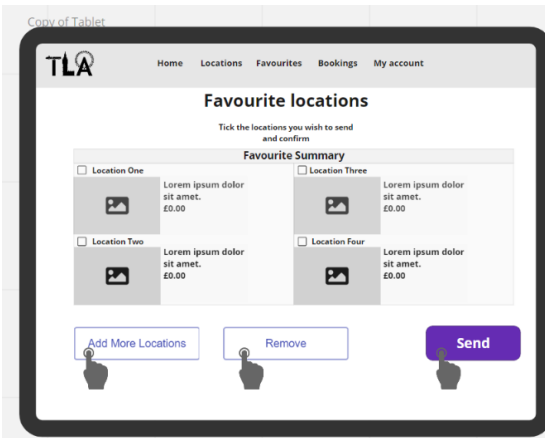 Copy of Tablet
TLA
Home Locations Favourites Bookings My account
Favourite locations
Tick the locations you wish to send
and confirm
Favourite Summary
Location One
Lorem ipsum dolor
sit amet.
£0.00
Location Three
Lorem ipsum dolor
sit amet.
£0.00
Location Two
Lorem ipsum dolor
sit amet.
£0.00
Location Four
Lorem ipsum dolor
sit amet.
£0.00
Add More Locations
Remove
Send